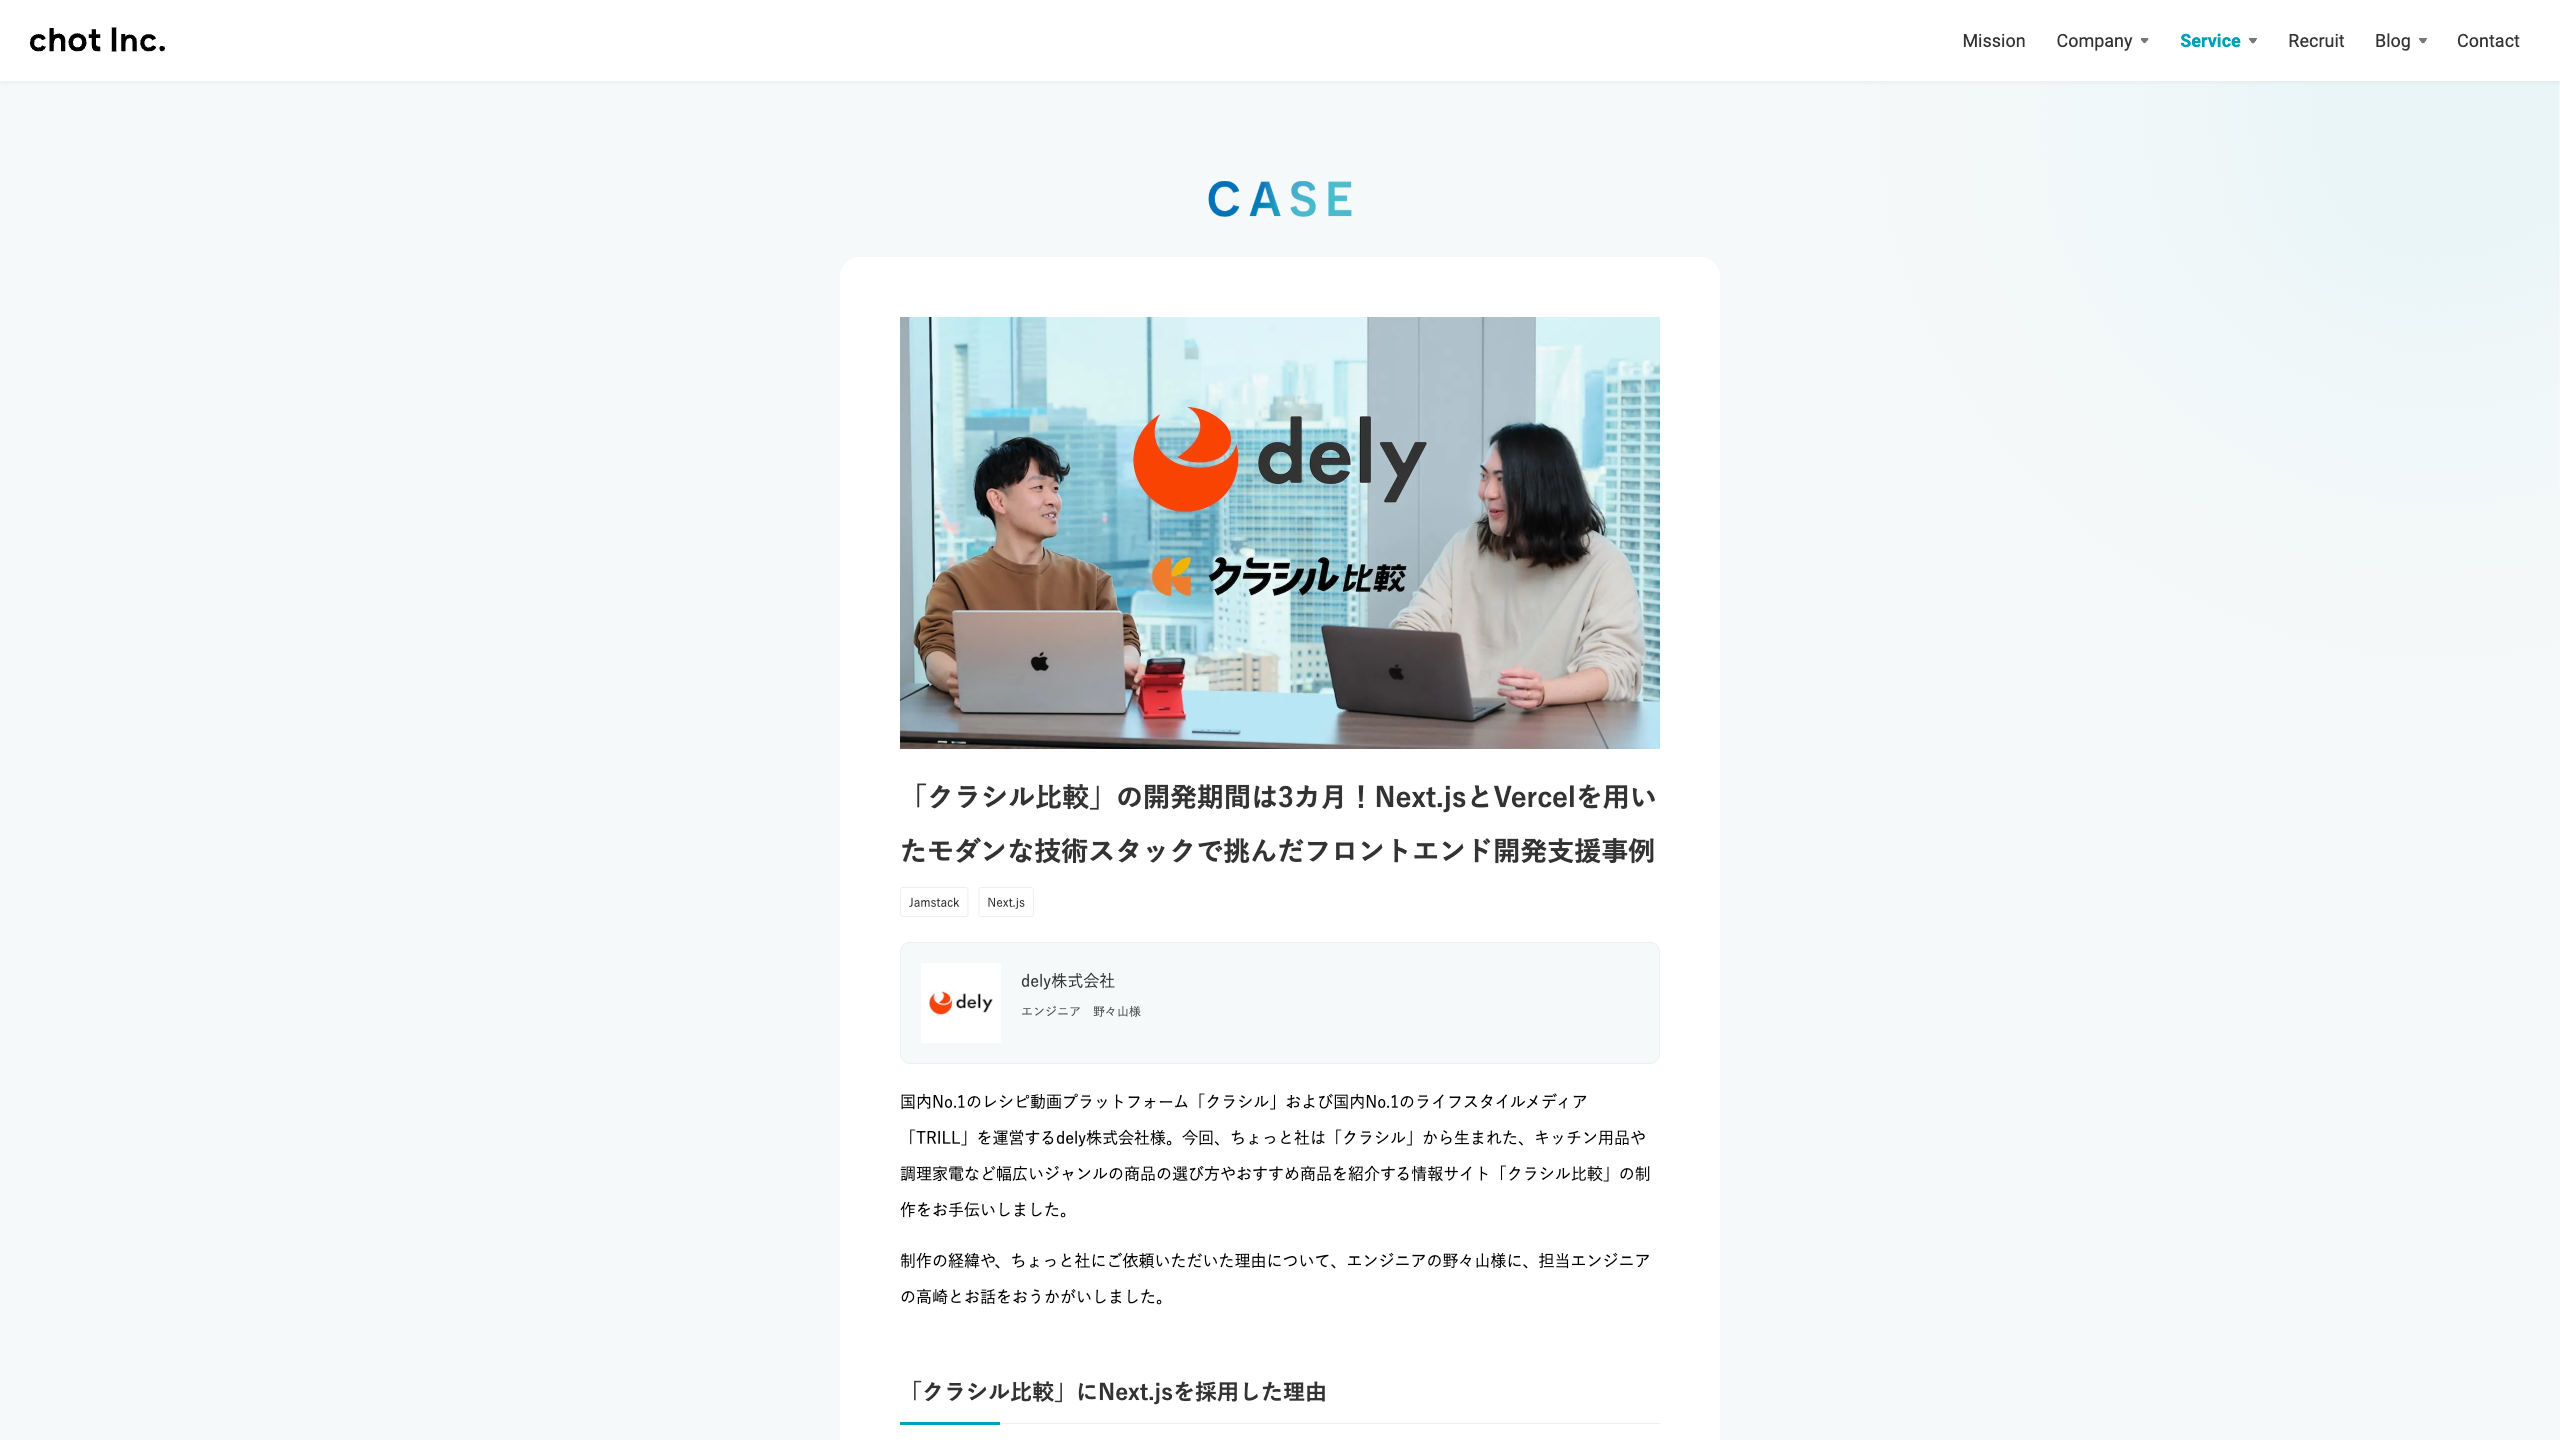 chot Inc.
Mission Company Service Recruit Blog Contact
CASE
dely
クラシル比較
「クラシル比較」の開発期間は3カ月！Next.jsとVercelを用い
たモダンな技術スタックで挑んだフロントエンド開発支援事例
Jamstack Next.js
dely
dely株式会社
エンジニア　野々山様
国内No.1のレシピ動画プラットフォーム「クラシル」および国内No.1のライフスタイルメディア
「TRILL」を運営するdely株式会社様。今回、ちょっと社は「クラシル」から生まれた、キッチン用品や
調理家電など幅広いジャンルの商品の選び方やおすすめ商品を紹介する情報サイト「クラシル比較」の制
作をお手伝いしました。
制作の経緯や、ちょっと社にご依頼いただいた理由について、エンジニアの野々山様に、担当エンジニア
の高崎とお話をおうかがいしました。
「クラシル比較」にNext.jsを採用した理由